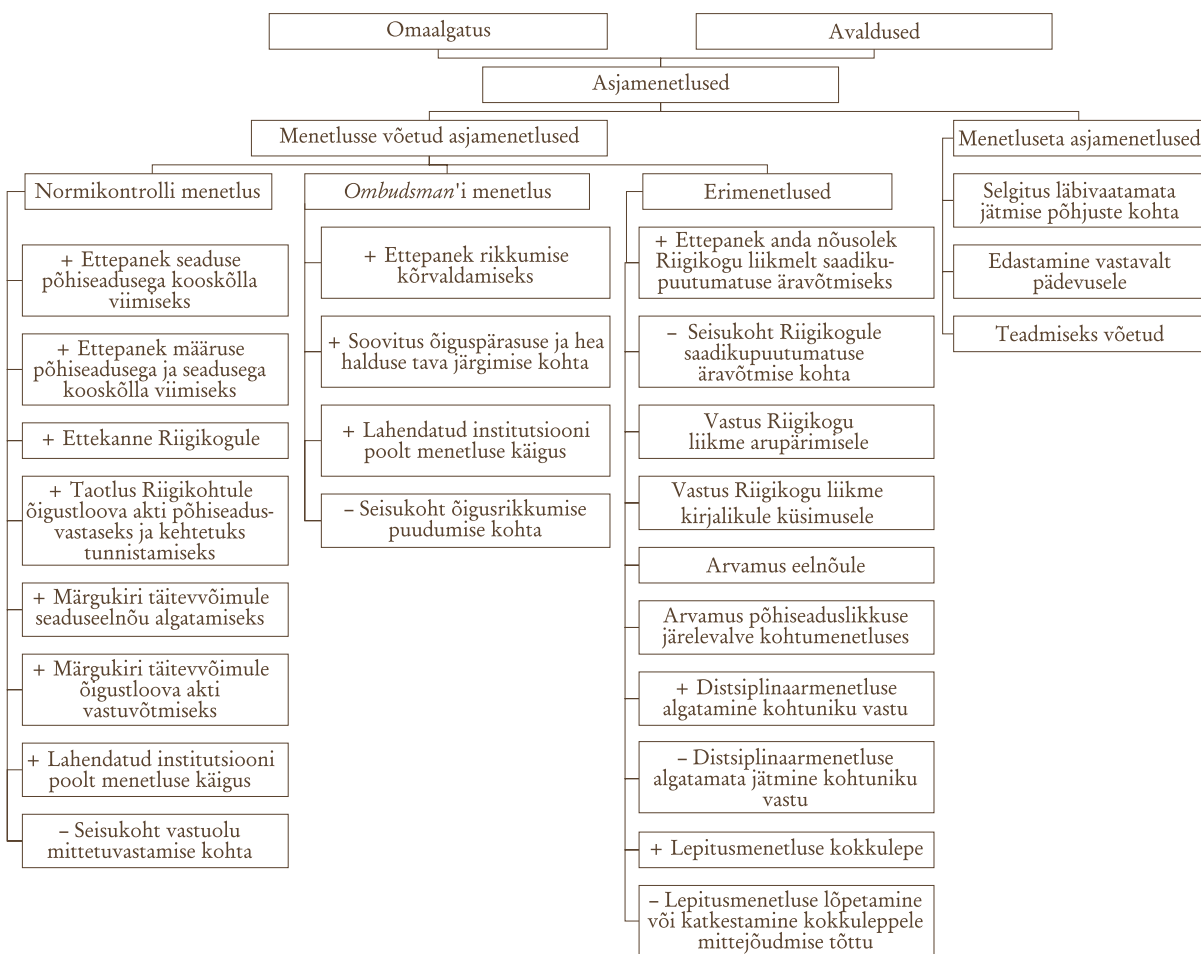 Omaalgatus
Avaldused
Asjamenetlused
Menetlusse võetud asjamenetlused
Menetluseta asjamenetlused
Normikontrolli menetlus
+ Ettepanek seaduse
põhiseadusega kooskõlla
viimiseks
+ Ettepanek määruse
põhiseadusega ja seadusega
kooskõlla viimiseks
+ Ettekanne Riigikogule
+ Taotlus Riigikohtule
õigustloova akti põhiseadus-
vastaseks ja kehtetuks
tunnistamiseks
+ Märgukiri täitevvõimule
seaduseelnõu algatamiseks
+ Märgukiri täitevvõimule
õigustloova akti
vastuvõtmiseks
+ Lahendatud institutsiooni
poolt menetluse käigus
– Seisukoht vastuolu
mittetuvastamise kohta
Ombudsman'i menetlus
+ Ettepanek rikkumise
kõrvaldamiseks
+ Soovitus õiguspärasuse ja hea
halduse tava järgimise kohta
+ Lahendatud institutsiooni
poolt menetluse käigus
– Seisukoht õigusrikkumise
puudumise kohta
Erimenetlused
+ Ettepanek anda nõusolek
Riigikogu liikmelt saadiku-
puutumatuse äravõtmiseks
– Seisukoht Riigikogule
saadikupuutumatuse
äravõtmise kohta
Vastus Riigikogu
liikme arupärimisele
Vastus Riigikogu liikme
kirjalikule küsimusele
Arvamus eelnõule
Arvamus põhiseaduslikkuse
järelevalve kohtumenetluses
+ Distsiplinaarmenetluse
algatamine kohtuniku vastu
– Distsiplinaarmenetluse
algatamata jätmine kohtuniku
vastu
+ Lepitusmenetluse kokkulepe
– Lepitusmenetluse lõpetamine
või katkestamine kokkuleppele
mittejõudmise tõttu
Selgitus läbivaatamata
jätmise põhjuste kohta
Edastamine vastavalt
pädevusele
Teadmiseks võetud